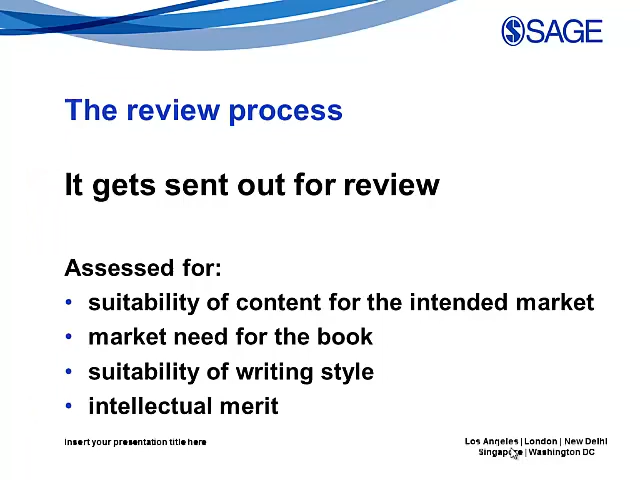 SAGE
The review process
It gets sent out for review
Assessed for:
• suitability of content for the intended market
• market need for the book
• suitability of writing style
• intellectual merit
Insert your presentation title here
Los Angeles | London | New Delhi
Singapore | Washington DC